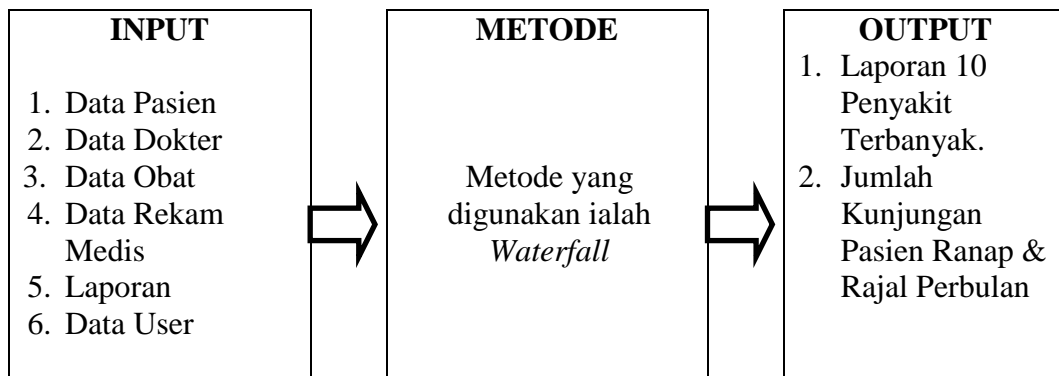 INPUT
1. Data Pasien
2. Data Dokter
3. Data Obat
4. Data Rekam
Medis
5. Laporan
6. Data User
METODE
Metode yang
digunakan ialah
Waterfall
OUTPUT
1. Laporan 10
Penyakit
Terbanyak.
2. Jumlah
Kunjungan
Pasien Ranap &
Rajal Perbulan